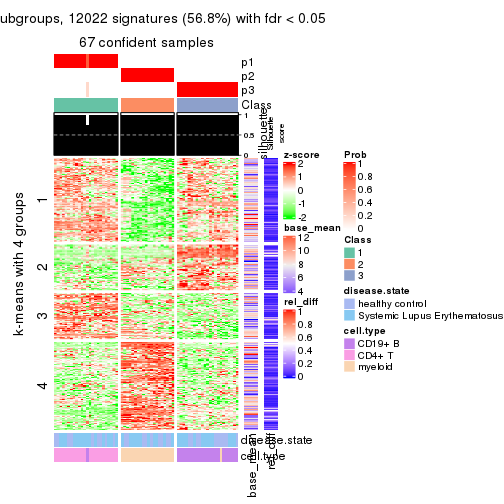 ubgroups, 12022 signatures (56.8%) with fdr < 0.05
67 confident samples
p1
p2
p3
Class
1
0.5
0
silhouette
Silhouette
score
k-means with 4 groups
1
2
3
4
z-score
2
1
0
-1
-2
base_mean
12
10
8
6
4
rel_diff
1
0.8
0.6
0.4
0.2
0
Prob
1
0.8
0.6
0.4
0.2
0
Class
1
2
3
disease.state
healthy control
Systemic Lupus Erythematosus
cell.type
CD19+ B
CD4+ T
myeloid
disease.state
cell.type
base_mean
rel_diff